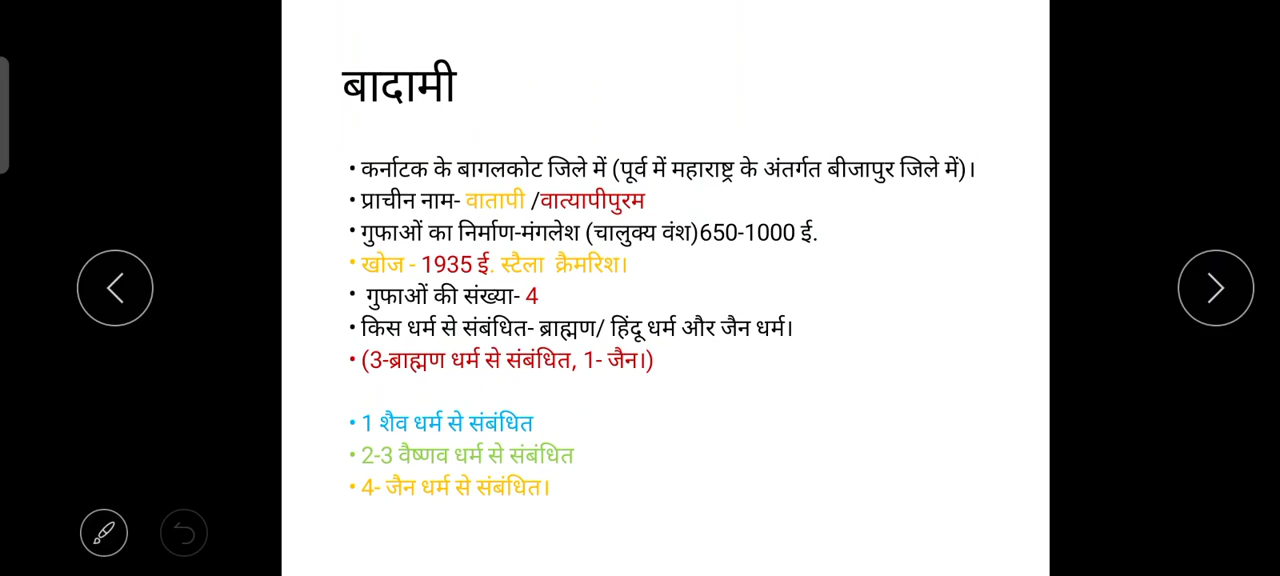 बादामी
• कर्नाटक के बागलकोट जिले में (पूर्व में महाराष्ट्र के अंतर्गत बीजापुर जिले में)।
• प्राचीन नाम- वातापी /वात्यापीपुरम
• गुफाओं का निर्माण-मंगलेश (चालुक्य वंश)650-1000 ई.
• खोज - 1935 ई. स्टैला क्रैमरिश।
• गुफाओं की संख्या- 4
• किस धर्म से संबंधित- ब्राह्मण/ हिंदू धर्म और जैन धर्म।
• (3-ब्राह्मण धर्म से संबंधित, 1- जैन।)
• 1 शैव धर्म से संबंधित
• 2-3 वैष्णव धर्म से संबंधित
• 4- जैन धर्म से संबंधित।